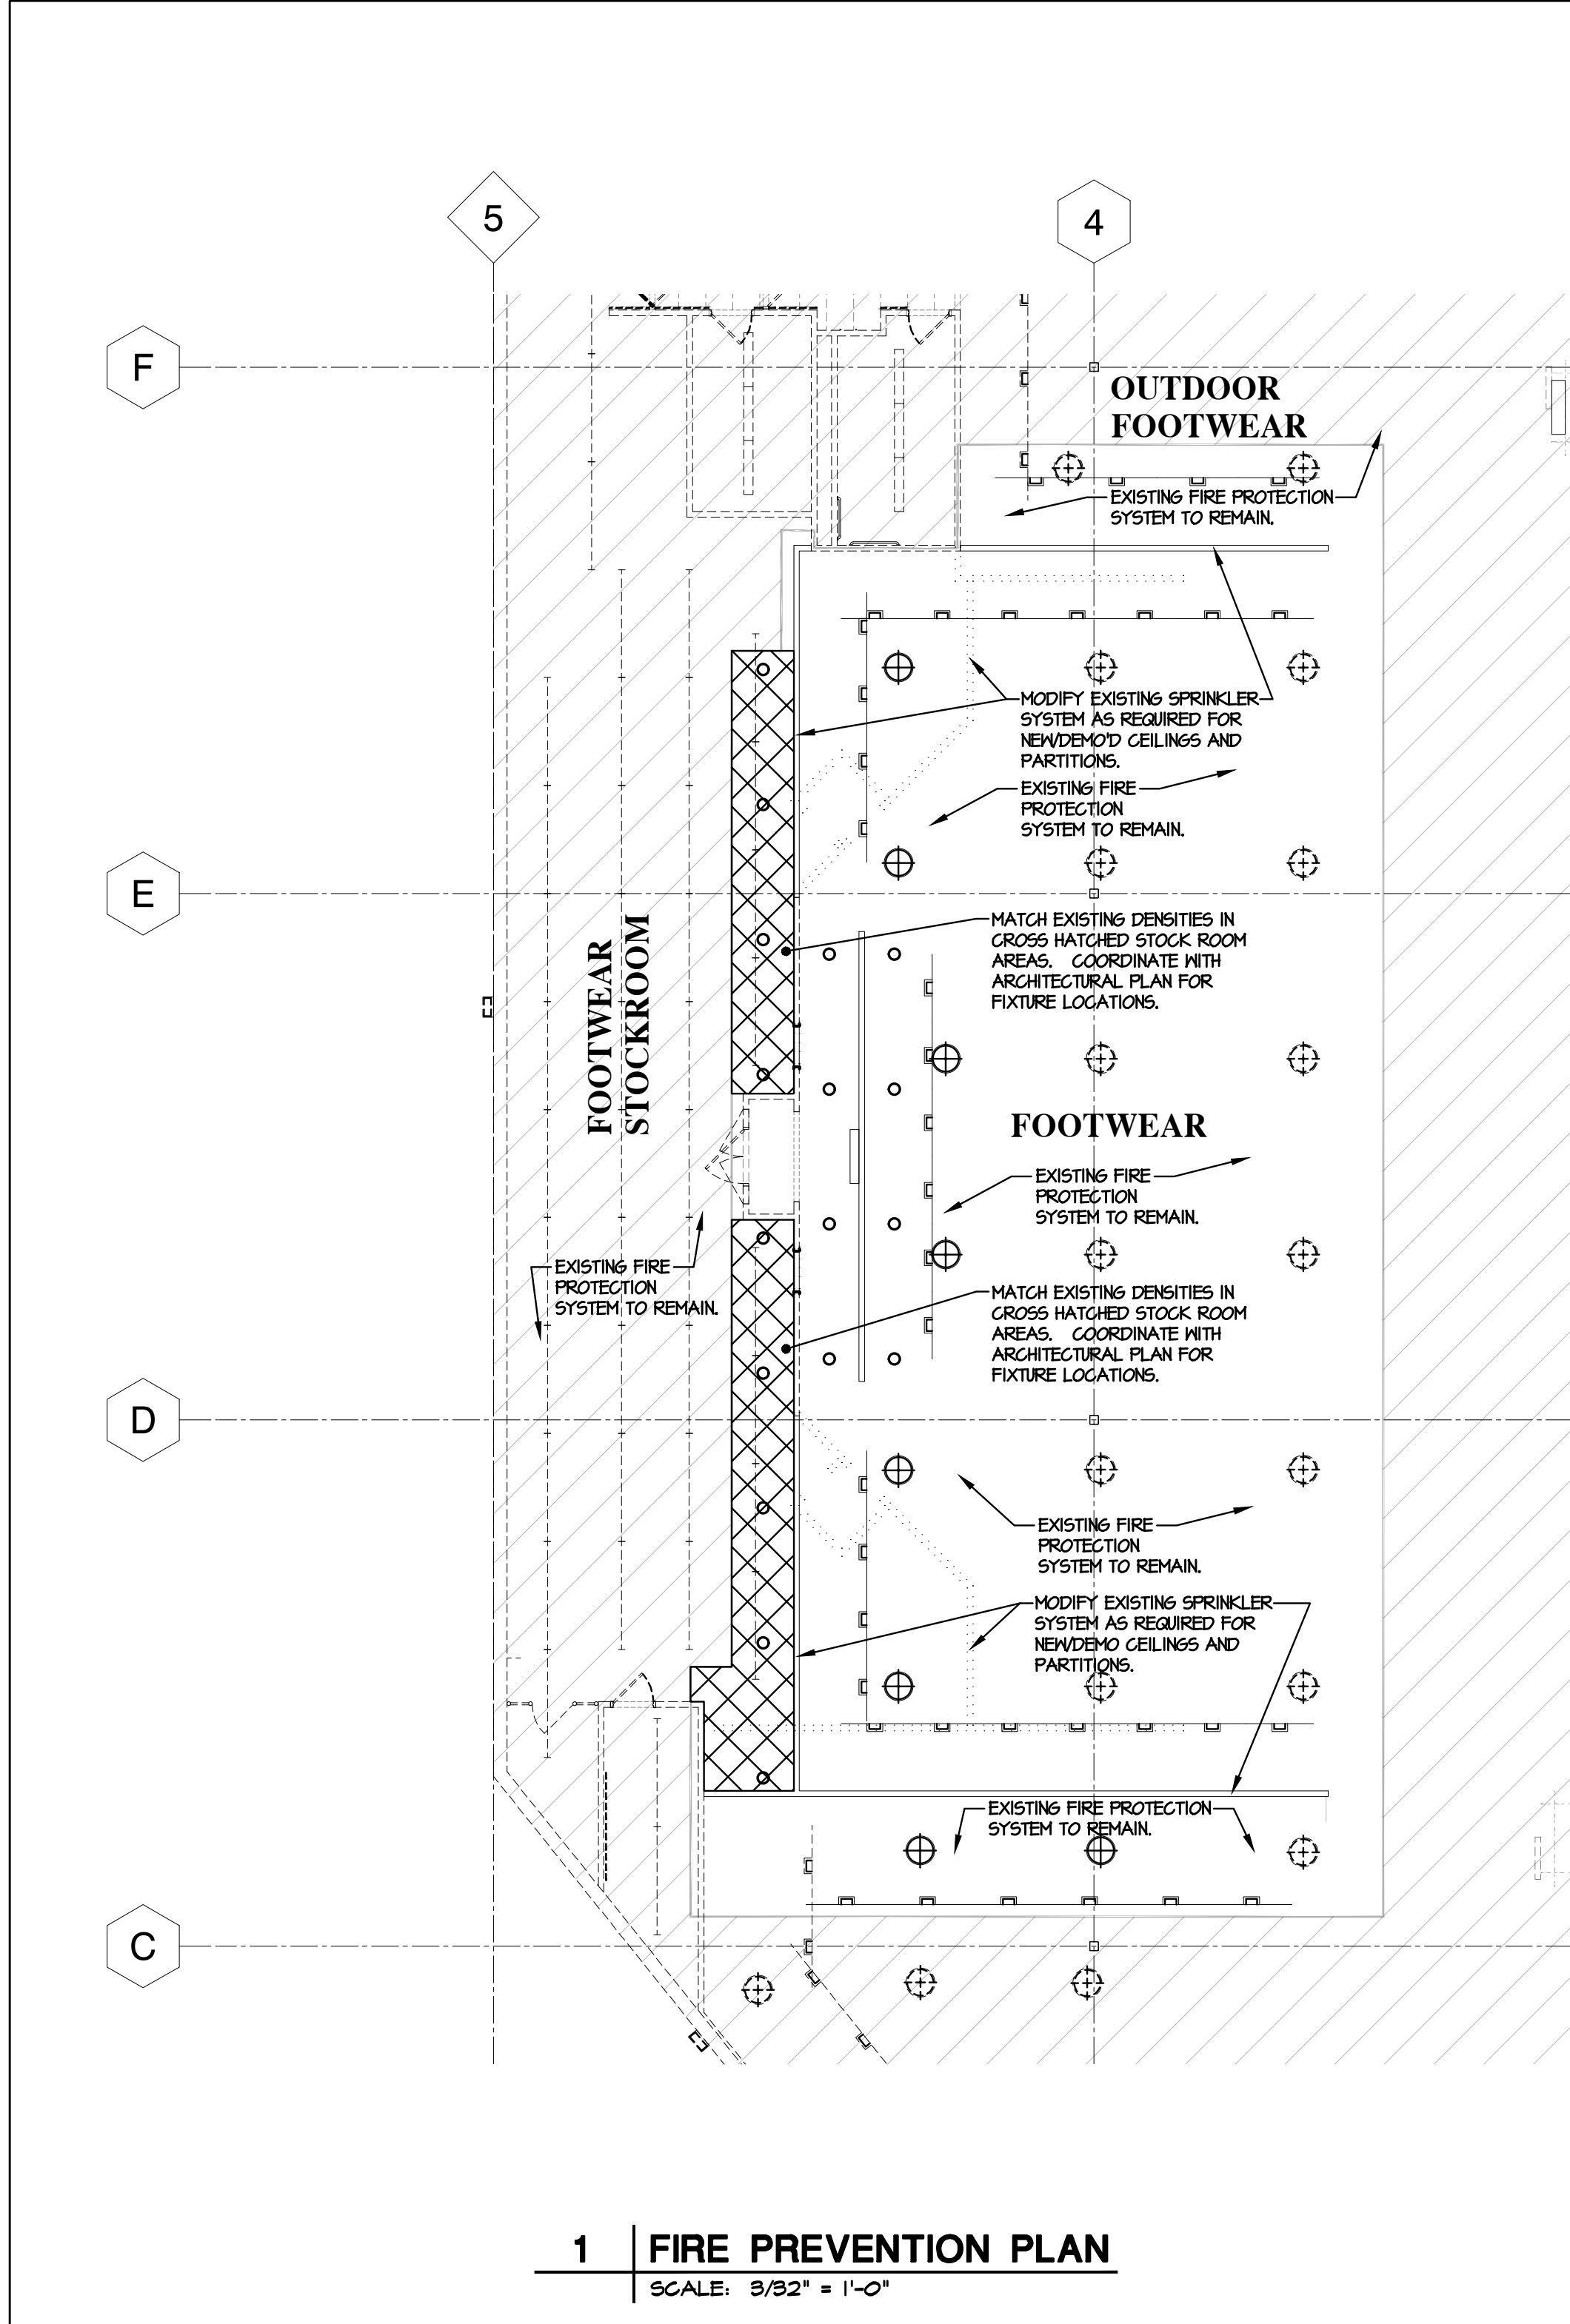 5
4
F
OUTDOOR
FOOTWEAR
EXISTING FIRE PROTECTION
SYSTEM TO REMAIN.
MODIFY EXISTING SPRINKLER
SYSTEM AS REQUIRED FOR
NEW/DEMO'D CEILINGS AND
PARTITIONS.
EXISTING FIRE
PROTECTION
SYSTEM TO REMAIN.
E
MATCH EXISTING DENSITIES IN
CROSS HATCHED STOCK ROOM
AREAS. COORDINATE WITH
ARCHITECTURAL PLAN FOR
FIXTURE LOCATIONS.
FOOTWEAR
STOCKROOM
FOOTWEAR
EXISTING FIRE
PROTECTION
SYSTEM TO REMAIN.
EXISTING FIRE
PROTECTION
SYSTEM TO REMAIN.
MATCH EXISTING DENSITIES IN
CROSS HATCHED STOCK ROOM
AREAS. COORDINATE WITH
ARCHITECTURAL PLAN FOR
FIXTURE LOCATIONS.
D
EXISTING FIRE
PROTECTION
SYSTEM TO REMAIN.
MODIFY EXISTING SPRINKLER
SYSTEM AS REQUIRED FOR
NEW/DEMO CEILINGS AND
PARTITIONS.
EXISTING FIRE PROTECTION
SYSTEM TO REMAIN.
C
1 FIRE PREVENTION PLAN
SCALE: 3/32" = 1'-0"